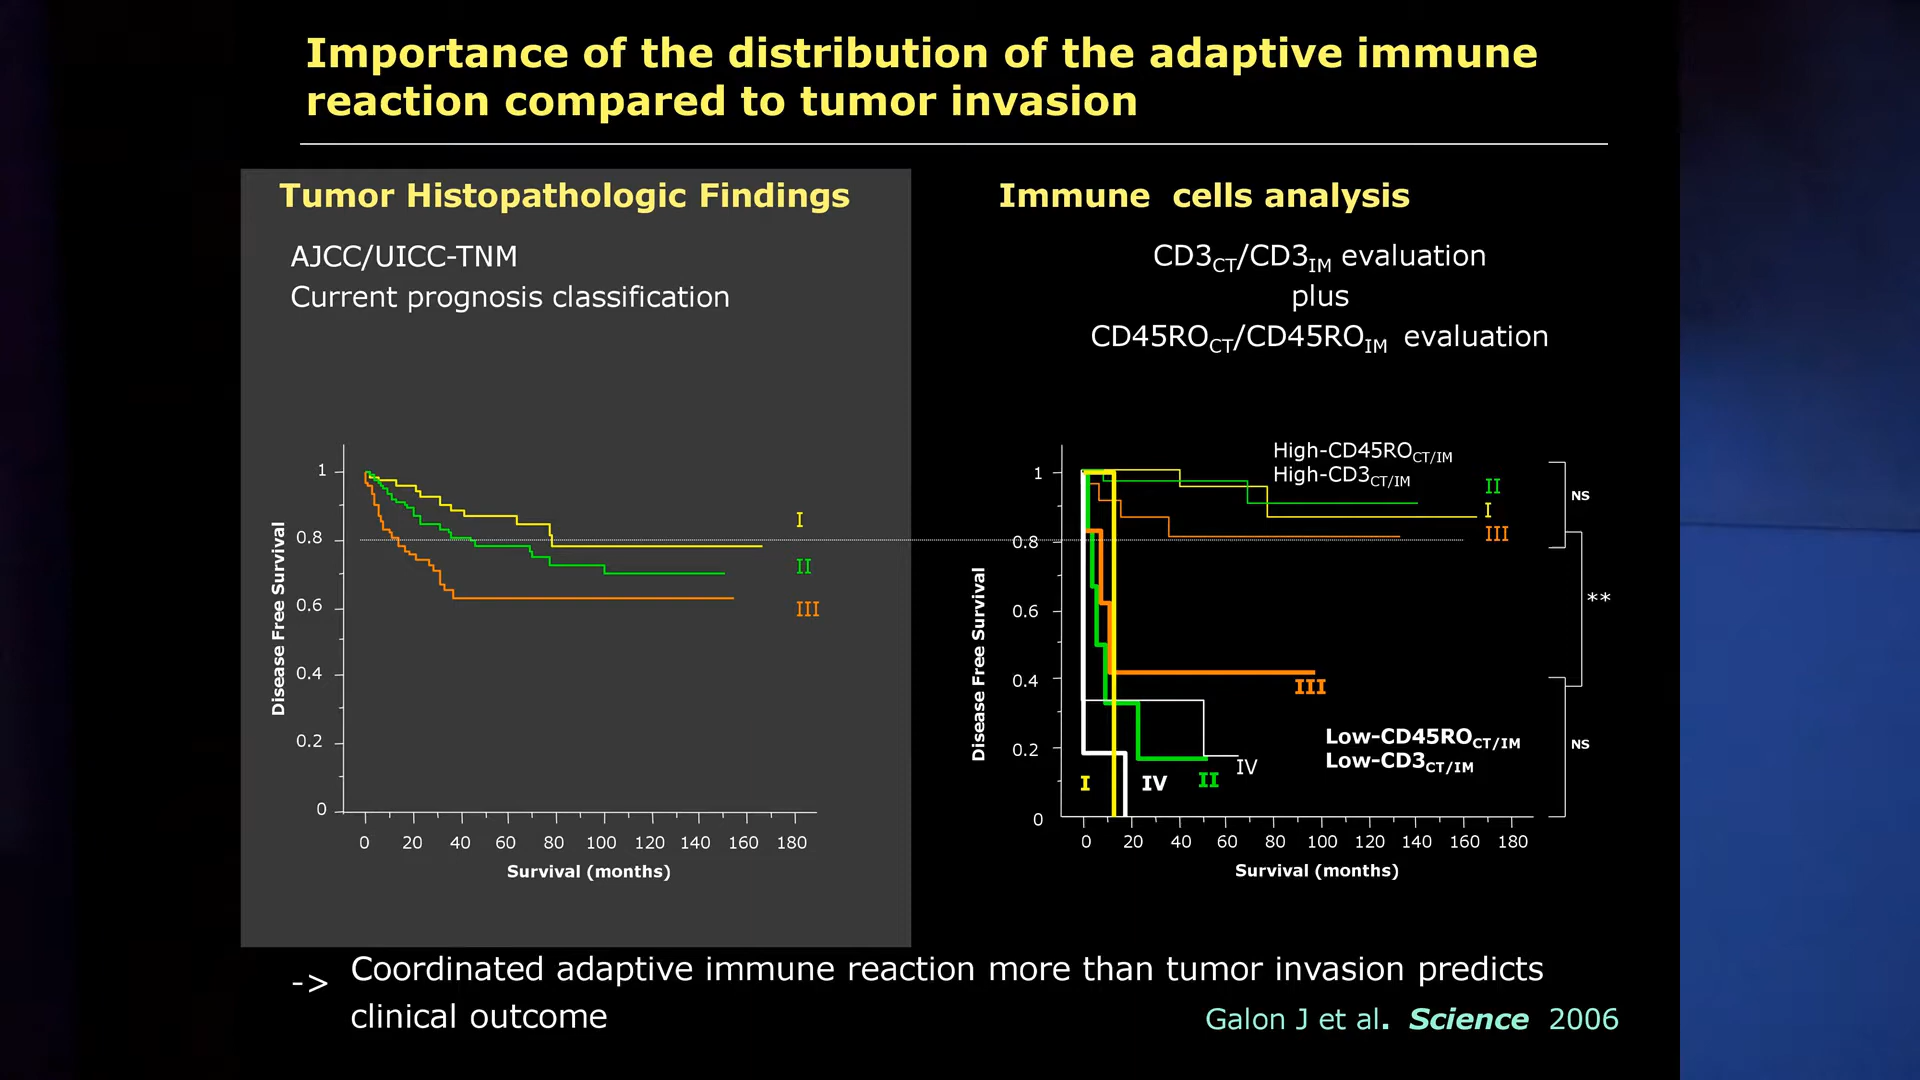 Importance of the distribution of the adaptive immune
reaction compared to tumor invasion
Tumor Histopathologic Findings
AJCC/UICC-TNM
Current prognosis classification
1
0.8
0.6
0.4
0.2
0
Disease Free Survival
I
II
III
0 20 40 60 80 100 120 140 160 180
Survival (months)
Immune cells analysis
CD3CT/CD3IM evaluation
plus
CD45ROCT/CD45ROIM evaluation
High-CD45ROCT/IM
High-CD3CT/IM
1
0.8
0.6
0.4
0.2
0
Disease Free Survival
II
I
III
NS
**
III
Low-CD45ROCT/IM
Low-CD3CT/IM
NS
IV
I IV II
0 20 40 60 80 100 120 140 160 180
Survival (months)
-> Coordinated adaptive immune reaction more than tumor invasion predicts
clinical outcome
Galon J et al. Science 2006